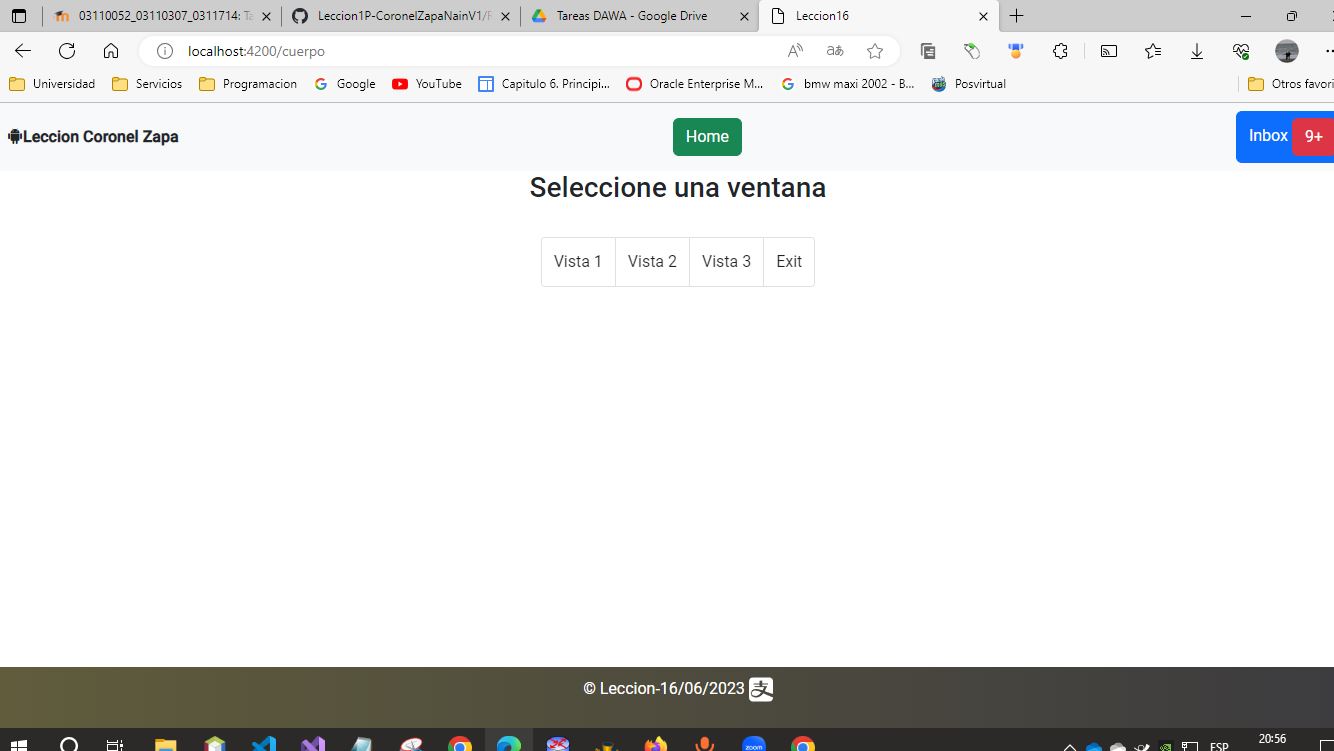 03110052_03110307_0311714: Ta
Leccion1P-CoronelZapaNainV1/F
Tareas DAWA - Google Drive
Leccion16
localhost:4200/cuerpo
Universidad
Servicios
Programacion
Google
YouTube
Capitulo 6. Principi...
Oracle Enterprise M...
bmw maxi 2002 - B...
Posvirtual
Otros favori
Leccion Coronel Zapa
Home
Inbox 9+
Seleccione una ventana
Vista 1 Vista 2 Vista 3 Exit
© Leccion-16/06/2023 支
zoom
ESP
20:56